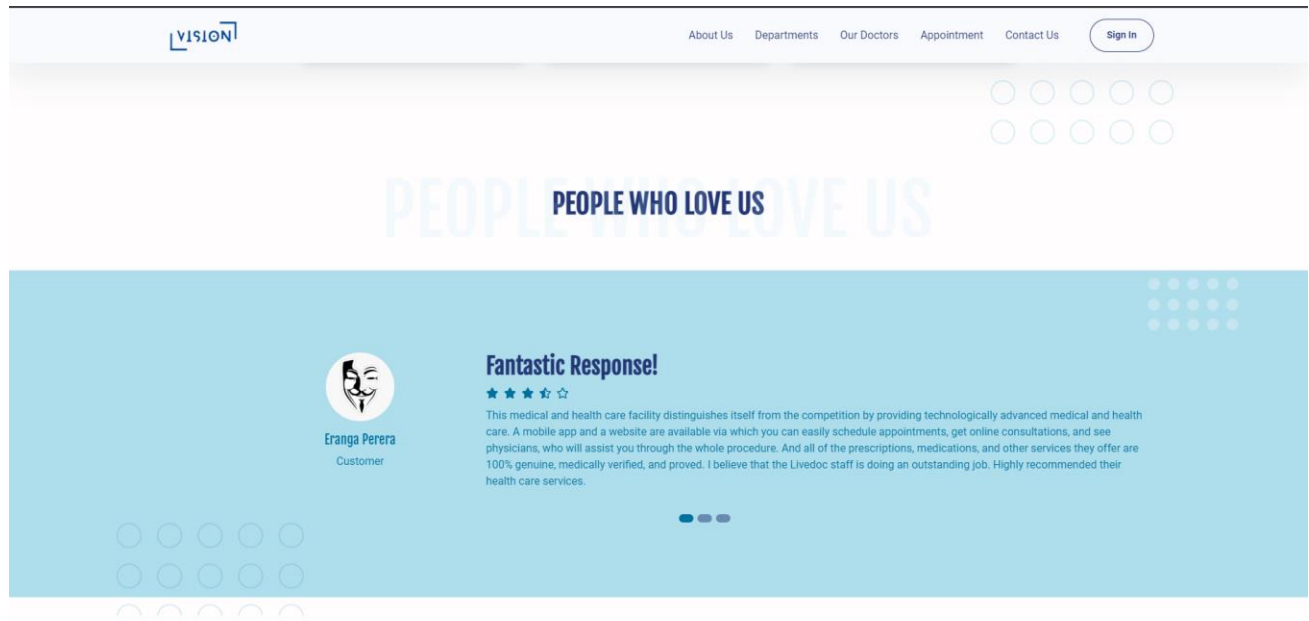 VISION
About Us Departments Our Doctors Appointment Contact Us Sign In
PEOPLE WHO LOVE US
PEOPLE WHO LOVE US
Fantastic Response!
This medical and health care facility distinguishes itself from the competition by providing technologically advanced medical and health
care. A mobile app and a website are available via which you can easily schedule appointments, get online consultations, and see
physicians, who will assist you through the whole procedure. And all of the prescriptions, medications, and other services they offer are
100% genuine, medically verified, and proved. I believe that the Livedoc staff is doing an outstanding job. Highly recommended their
health care services.
Eranga Perera
Customer